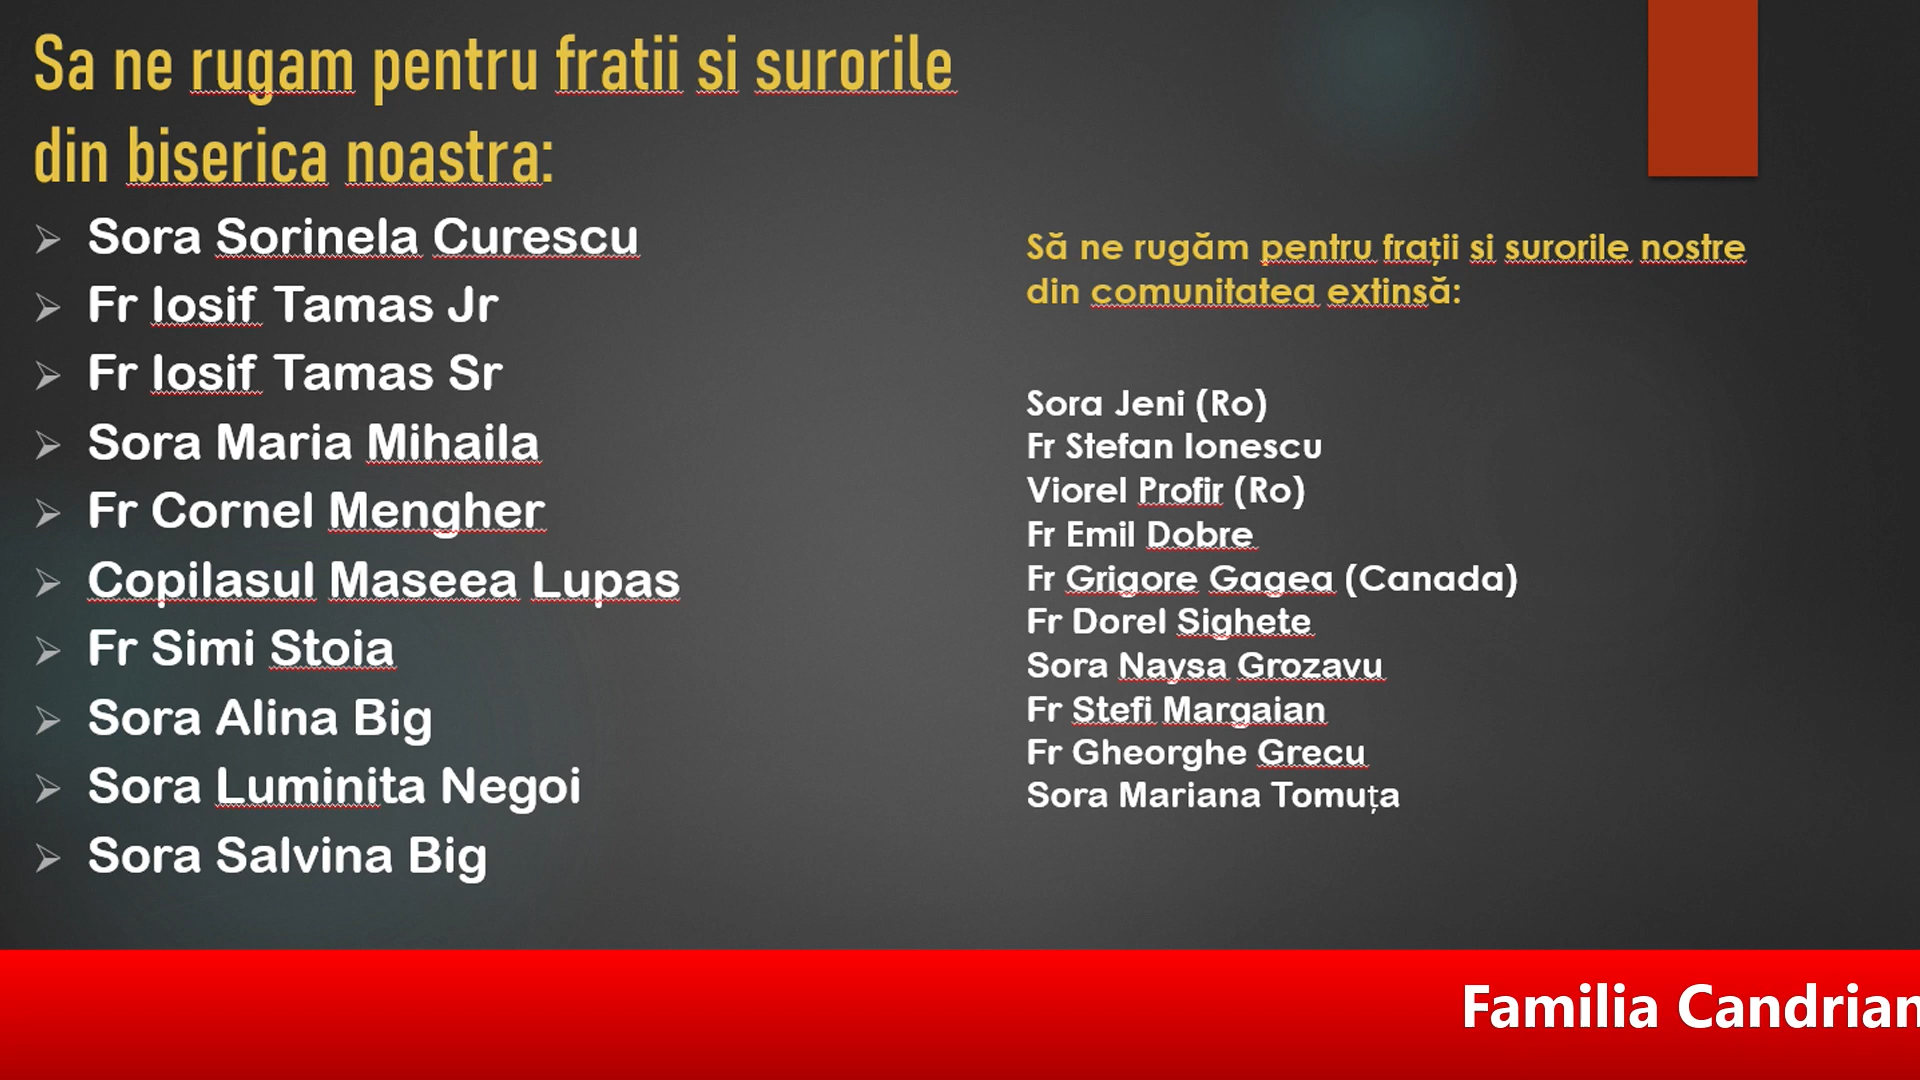 Sa ne rugam pentru fratii si surorile
din biserica noastra:
Sora Sorinela Curescu
Fr Iosif Tamas Jr
Fr Iosif Tamas Sr
Sora Maria Mihaila
Fr Cornel Mengher
Copilasul Maseea Lupas
Fr Simi Stoia
Sora Alina Big
Sora Luminita Negoi
Sora Salvina Big
Să ne rugăm pentru frații si surorile nostre
din comunitatea extinsă:
Sora Jeni (Ro)
Fr Stefan Ionescu
Viorel Profir (Ro)
Fr Emil Dobre
Fr Grigore Gagea (Canada)
Fr Dorel Sighete
Sora Naysa Grozavu
Fr Stefi Margaian
Fr Gheorghe Grecu
Sora Mariana Tomuța
Familia Candrian